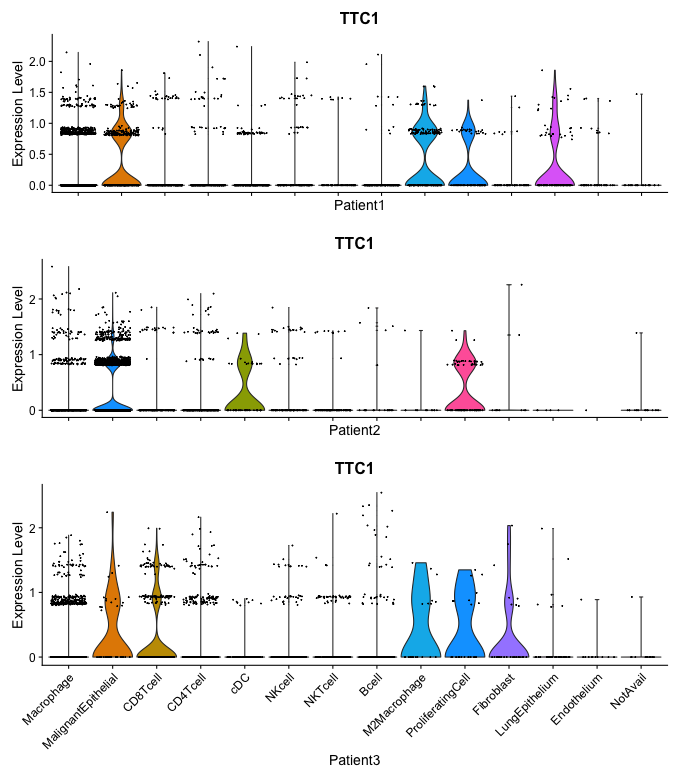 TTC1
Expression Level
2.0
1.5
1.0
0.5
0.0
Patient1
TTC1
Expression Level
2
1
0
Patient2
TTC1
Expression Level
2
1
0
Macrophage
MalignantEpithelial
CD8Tcell
CD4Tcell
cDC
NKcell
NKTcell
Bcell
M2Macrophage
ProliferatingCell
Fibroblast
LungEpithelium
Endothelium
NotAvail
Patient3